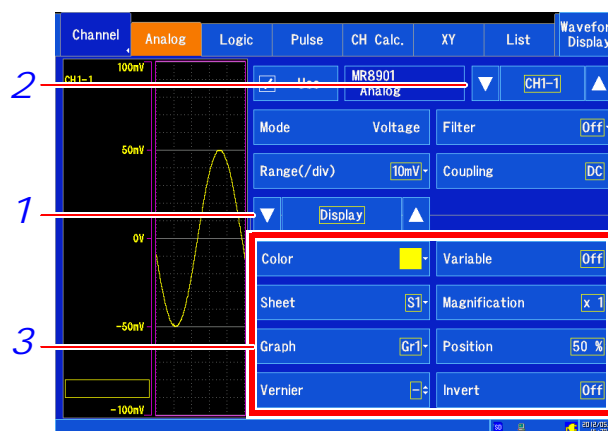 Channel Analog Logic Pulse CH Calc. XY List Wavefor
Display
100mV
CH1-1
50mV
0V
-50mV
-100mV
2
1
3
Use
MR8901
Analog
CH1-1
Mode Voltage Filter Off
Range(/div) 10mV Coupling DC
Display
Color Variable Off
Sheet S1 Magnification x 1
Graph Gr1 Position 50 %
Vernier Invert Off
SD